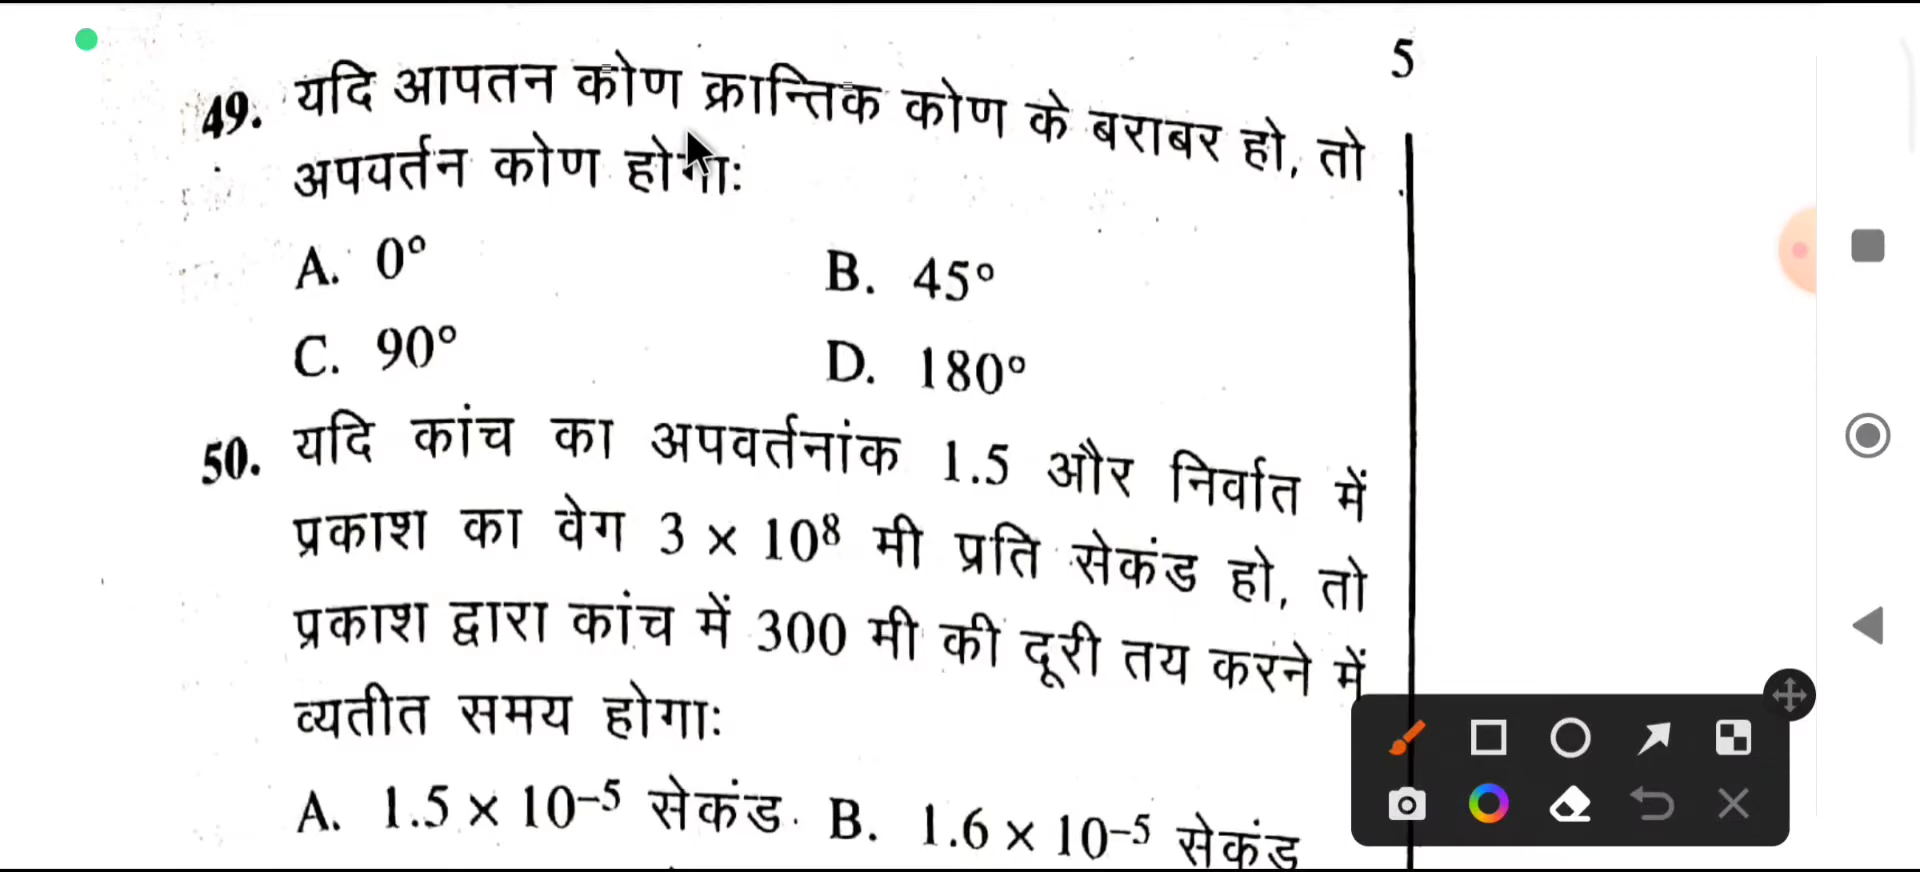 5
49. यदि आपतन कोण क्रान्तिक कोण के बराबर हो, तो
अपवर्तन कोण होगाः
A. 0°
B. 45°
C. 90°
D. 180°
50. यदि कांच का अपवर्तनांक 1.5 और निर्वात में
प्रकाश का वेग 3 × 10⁸ मी प्रति सेकंड हो, तो
प्रकाश द्वारा कांच में 300 मी की दूरी तय करने में
व्यतीत समय होगाः
A. 1.5 × 10⁻⁵ सेकंड B. 1.6 × 10⁻⁵ सेकंड